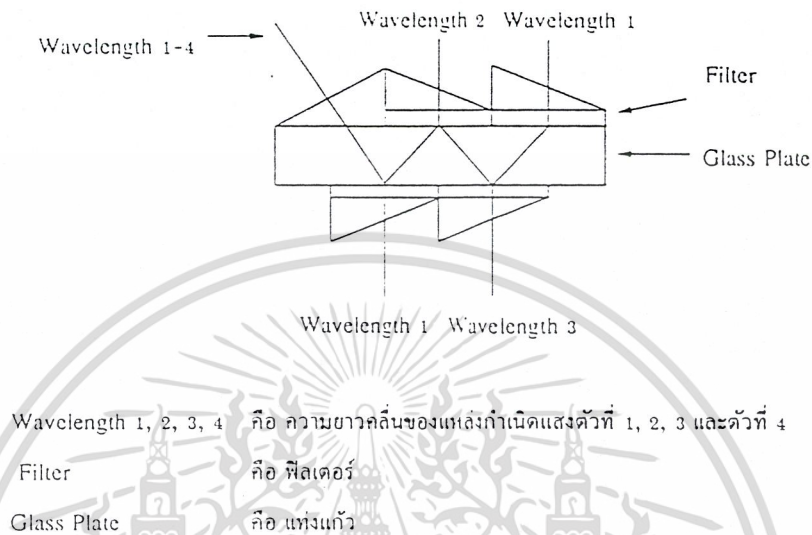 Wavelength 2 Wavelength 1
Wavelength 1-4
Filter
Glass Plate
Wavelength 1 Wavelength 3
Wavelength 1, 2, 3, 4 คือ ความยาวคลื่นของแหล่งกำเนิดแสงตัวที่ 1, 2, 3 และตัวที่ 4
Filter คือ ฟีลเตอร์
Glass Plate คือ แท่งแก้ว